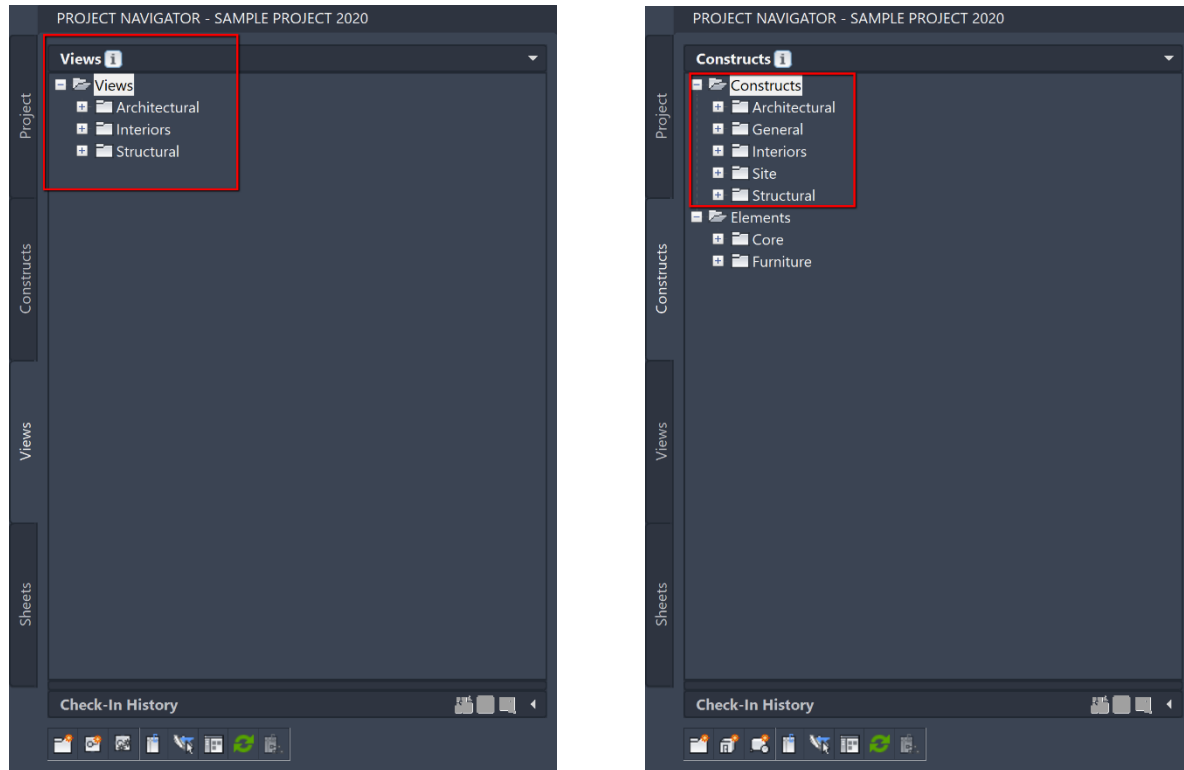 PROJECT NAVIGATOR - SAMPLE PROJECT 2020
Views
Views
Architectural
Interiors
Structural
Project
Constructs
Views
Sheets
Check-In History
PROJECT NAVIGATOR - SAMPLE PROJECT 2020
Constructs
Constructs
Architectural
General
Interiors
Site
Structural
Elements
Core
Furniture
Project
Constructs
Views
Sheets
Check-In History